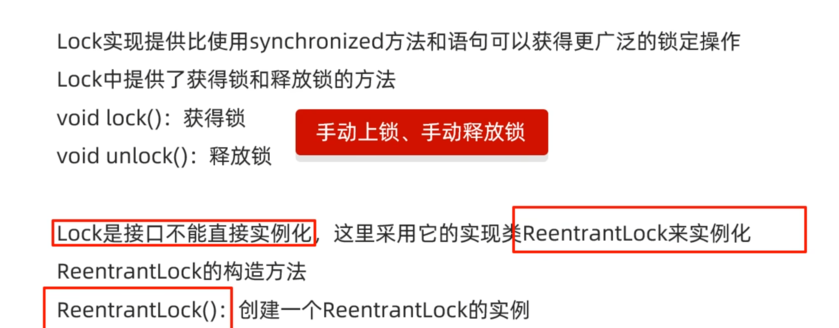 Lock实现提供比使用synchronized方法和语句可以获得更广泛的锁定操作
Lock中提供了获得锁和释放锁的方法
void lock()：获得锁
手动上锁、手动释放锁
void unlock()：释放锁
Lock是接口不能直接实例化，这里采用它的实现类ReentrantLock来实例化
ReentrantLock的构造方法
ReentrantLock()：创建一个ReentrantLock的实例